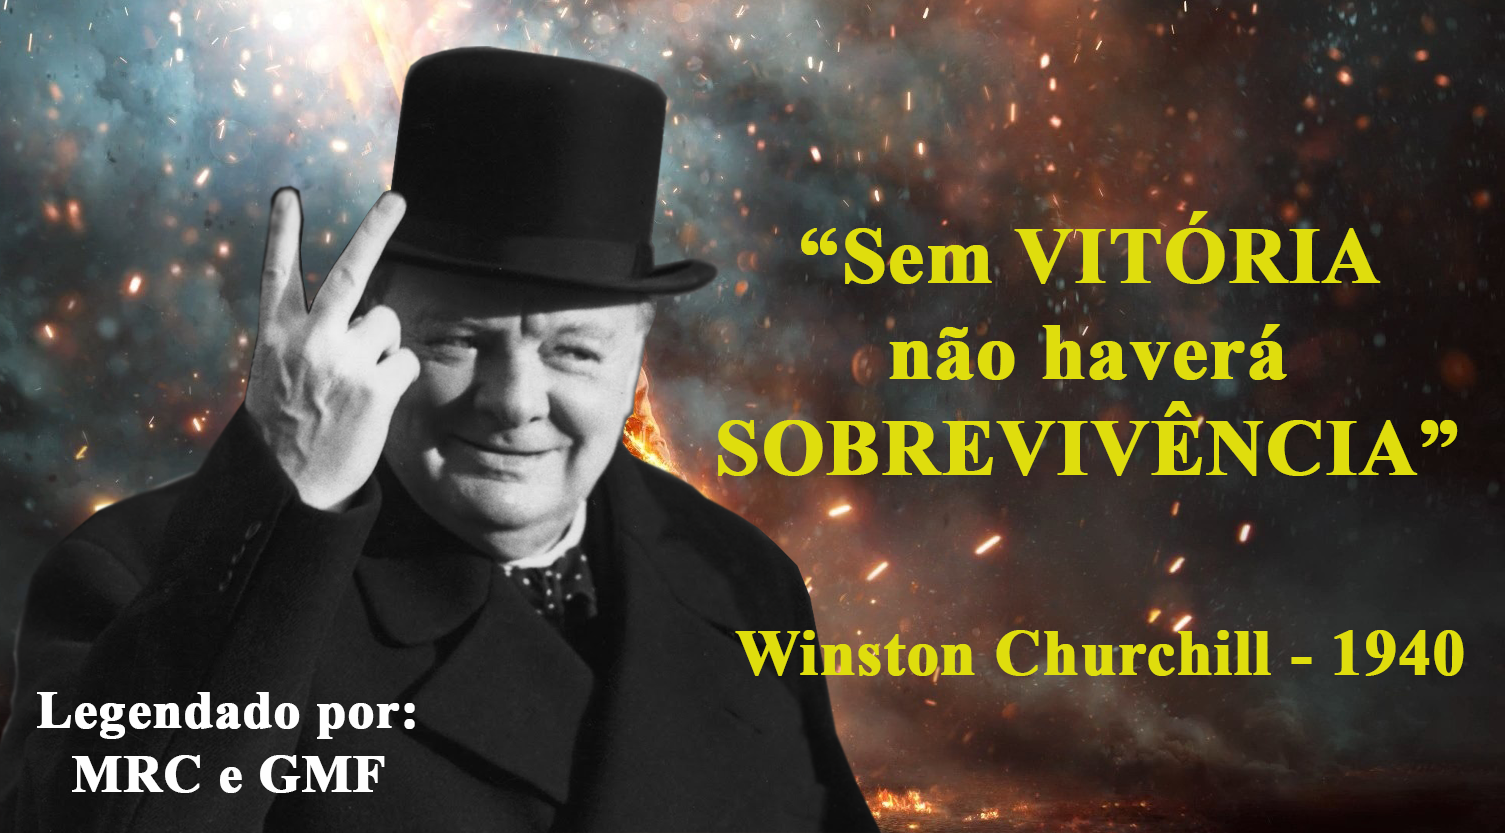 “Sem VITÓRIA
não haverá
SOBREVIVÊNCIA”
Winston Churchill - 1940
Legendado por:
MRC e GMF